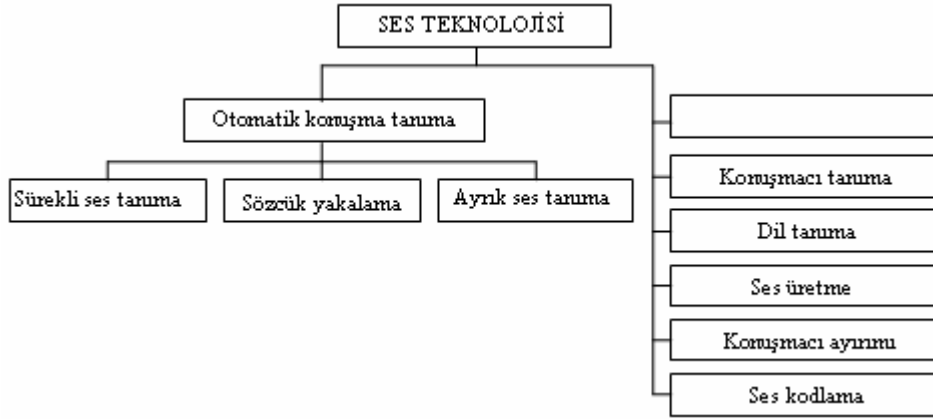 SES TEKNOLOJİSİ
Otomatik konuşma tanıma
Sürekli ses tanıma
Sözcük yakalama
Ayrık ses tanıma
Konuşmacı tanıma
Dil tanıma
Ses üretme
Konuşmacı ayırımı
Ses kodlama